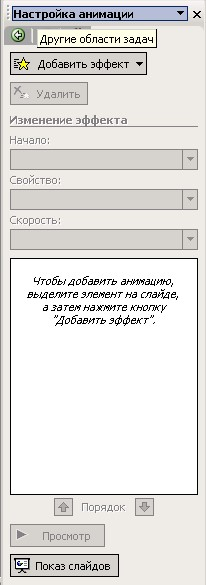 Настройка анимации
Другие области задач
Добавить эффект
Удалить
Изменение эффекта
Начало:
Свойство:
Скорость:
Чтобы добавить анимацию,
выделите элемент на слайде,
а затем нажмите кнопку
"Добавить эффект".
Порядок
Просмотр
Показ слайдов